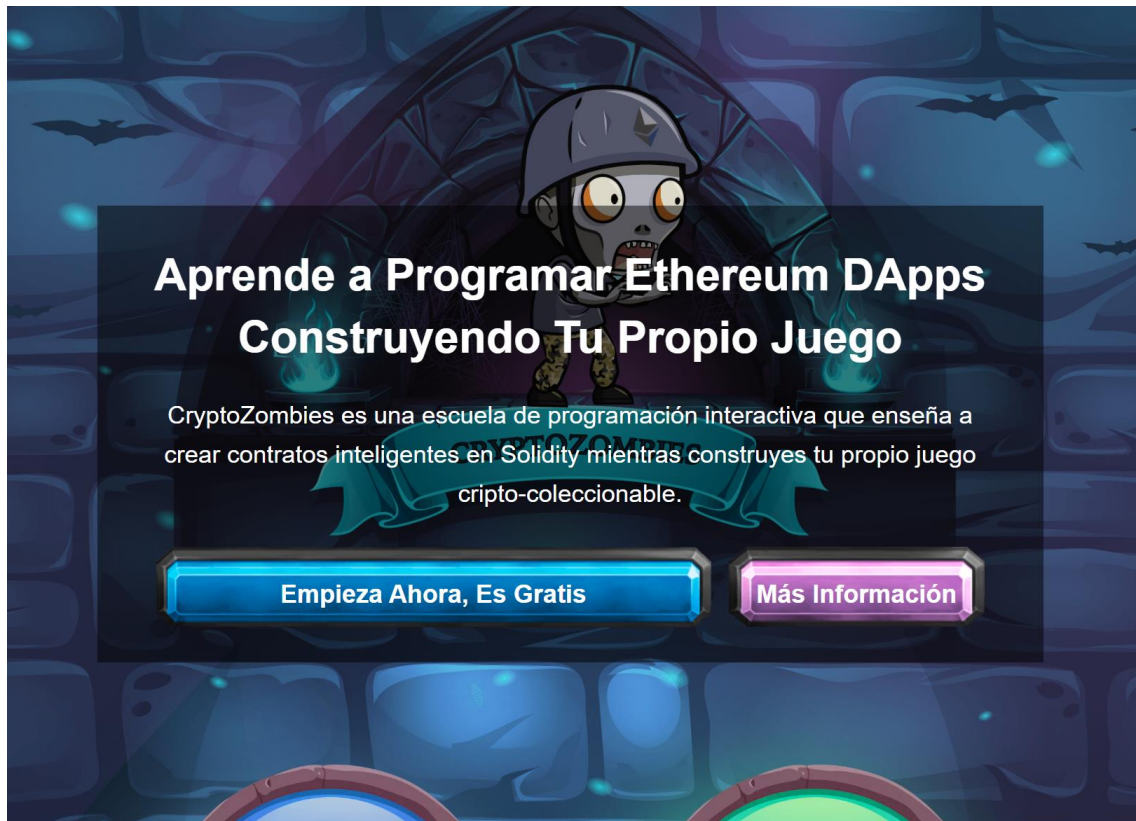 Aprende a Programar Ethereum DApps
Construyendo Tu Propio Juego
CryptoZombies es una escuela de programación interactiva que enseña a
CRYPTOZOMBIES
crear contratos inteligentes en Solidity mientras construyes tu propio juego
cripto-coleccionable.
Empieza Ahora, Es Gratis
Más Información